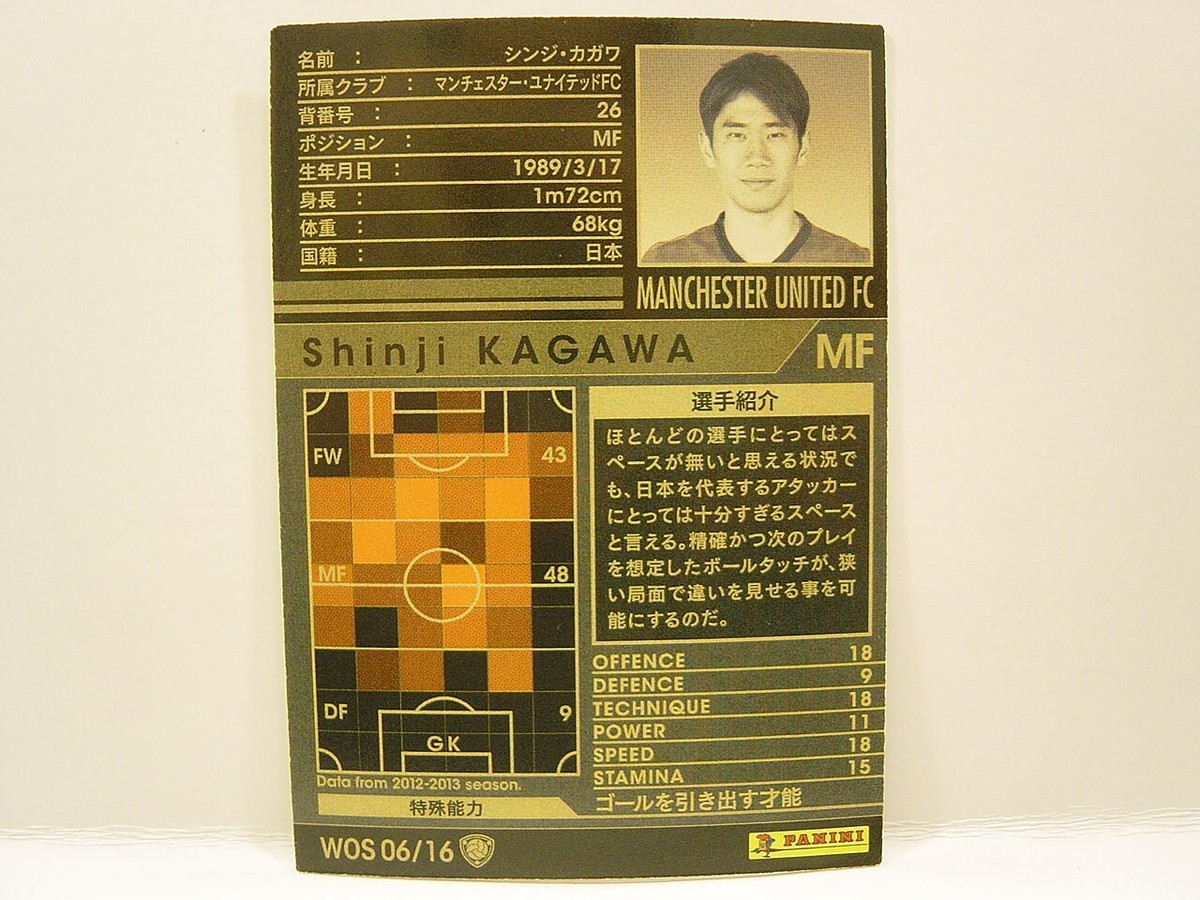 名前 : シンジ・カガワ
所属クラブ : マンチェスター・ユナイテッドFC
背番号 : 26
ポジション : MF
生年月日 : 1989/3/17
身長 : 1m72cm
体重 : 68kg
国籍 : 日本
MANCHESTER UNITED FC
Shinji KAGAWA MF
FW 43
MF 48
DF 9
GK
Data from 2012-2013 season.
特殊能力
選手紹介
ほとんどの選手にとってはス
ペースが無いと思える状況で
も、日本を代表するアタッカー
にとっては十分すぎるスペース
と言える。精確かつ次のプレイ
を想定したボールタッチが、狭
い局面で違いを見せる事を可
能にするのだ。
OFFENCE 18
DEFENCE 9
TECHNIQUE 18
POWER 11
SPEED 18
STAMINA 15
ゴールを引き出す才能
WOS 06/16
PANINI